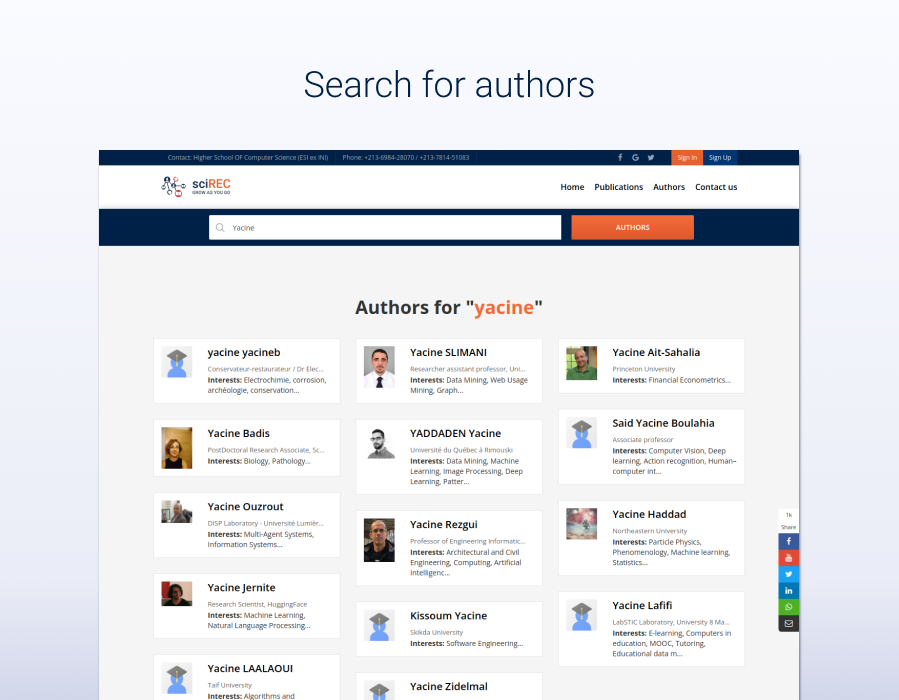 Search for authors
Contact: Higher School OF Computer Science (ESI ex INI) Phone: +213-6984-28070 / +213-7814-51083 Sign In Sign Up
sciREC
GROW AS YOU GO
Home Publications Authors Contact us
Yacine AUTHORS
Authors for "yacine"
yacine yacineb
Conservateur-restaurateur / Dr Elec...
Interests: Electrochimie, corrosion,
archéologie, conservation...
Yacine Badis
PostDoctoral Research Associate, Sc...
Interests: Biology, Pathology...
Yacine Ouzrout
DISP Laboratory - Université Lumièr...
Interests: Multi-Agent Systems,
Information Systems...
Yacine Jernite
Research Scientist, HuggingFace
Interests: Machine Learning,
Natural Language Processing...
Yacine LAALAOUI
Taif University
Interests: Algorithms and
Yacine SLIMANI
Researcher assistant professor, Uni...
Interests: Data Mining, Web Usage
Mining, Graph...
YADDADEN Yacine
Université du Québec à Rimouski
Interests: Data Mining, Machine
Learning, Image Processing, Deep
Learning, Patter...
Yacine Rezgui
Professor of Engineering Informatic...
Interests: Architectural and Civil
Engineering, Computing, Artificial
Intelligenc...
Kissoum Yacine
Skikda University
Interests: Software Engineering...
Yacine Zidelmal
Yacine Ait-Sahalia
Princeton University
Interests: Financial Econometrics...
Said Yacine Boulahia
Associate professor
Interests: Computer Vision, Deep
learning, Action recognition, Human–
computer int...
Yacine Haddad
Northeastern University
Interests: Particle Physics,
Phenomenology, Machine learning,
Statistics...
Yacine Lafifi
LabSTIC Laboratory, University 8 Ma...
Interests: E-learning, Computers in
education, MOOC, Tutoring,
Educational data m...
1k
Share